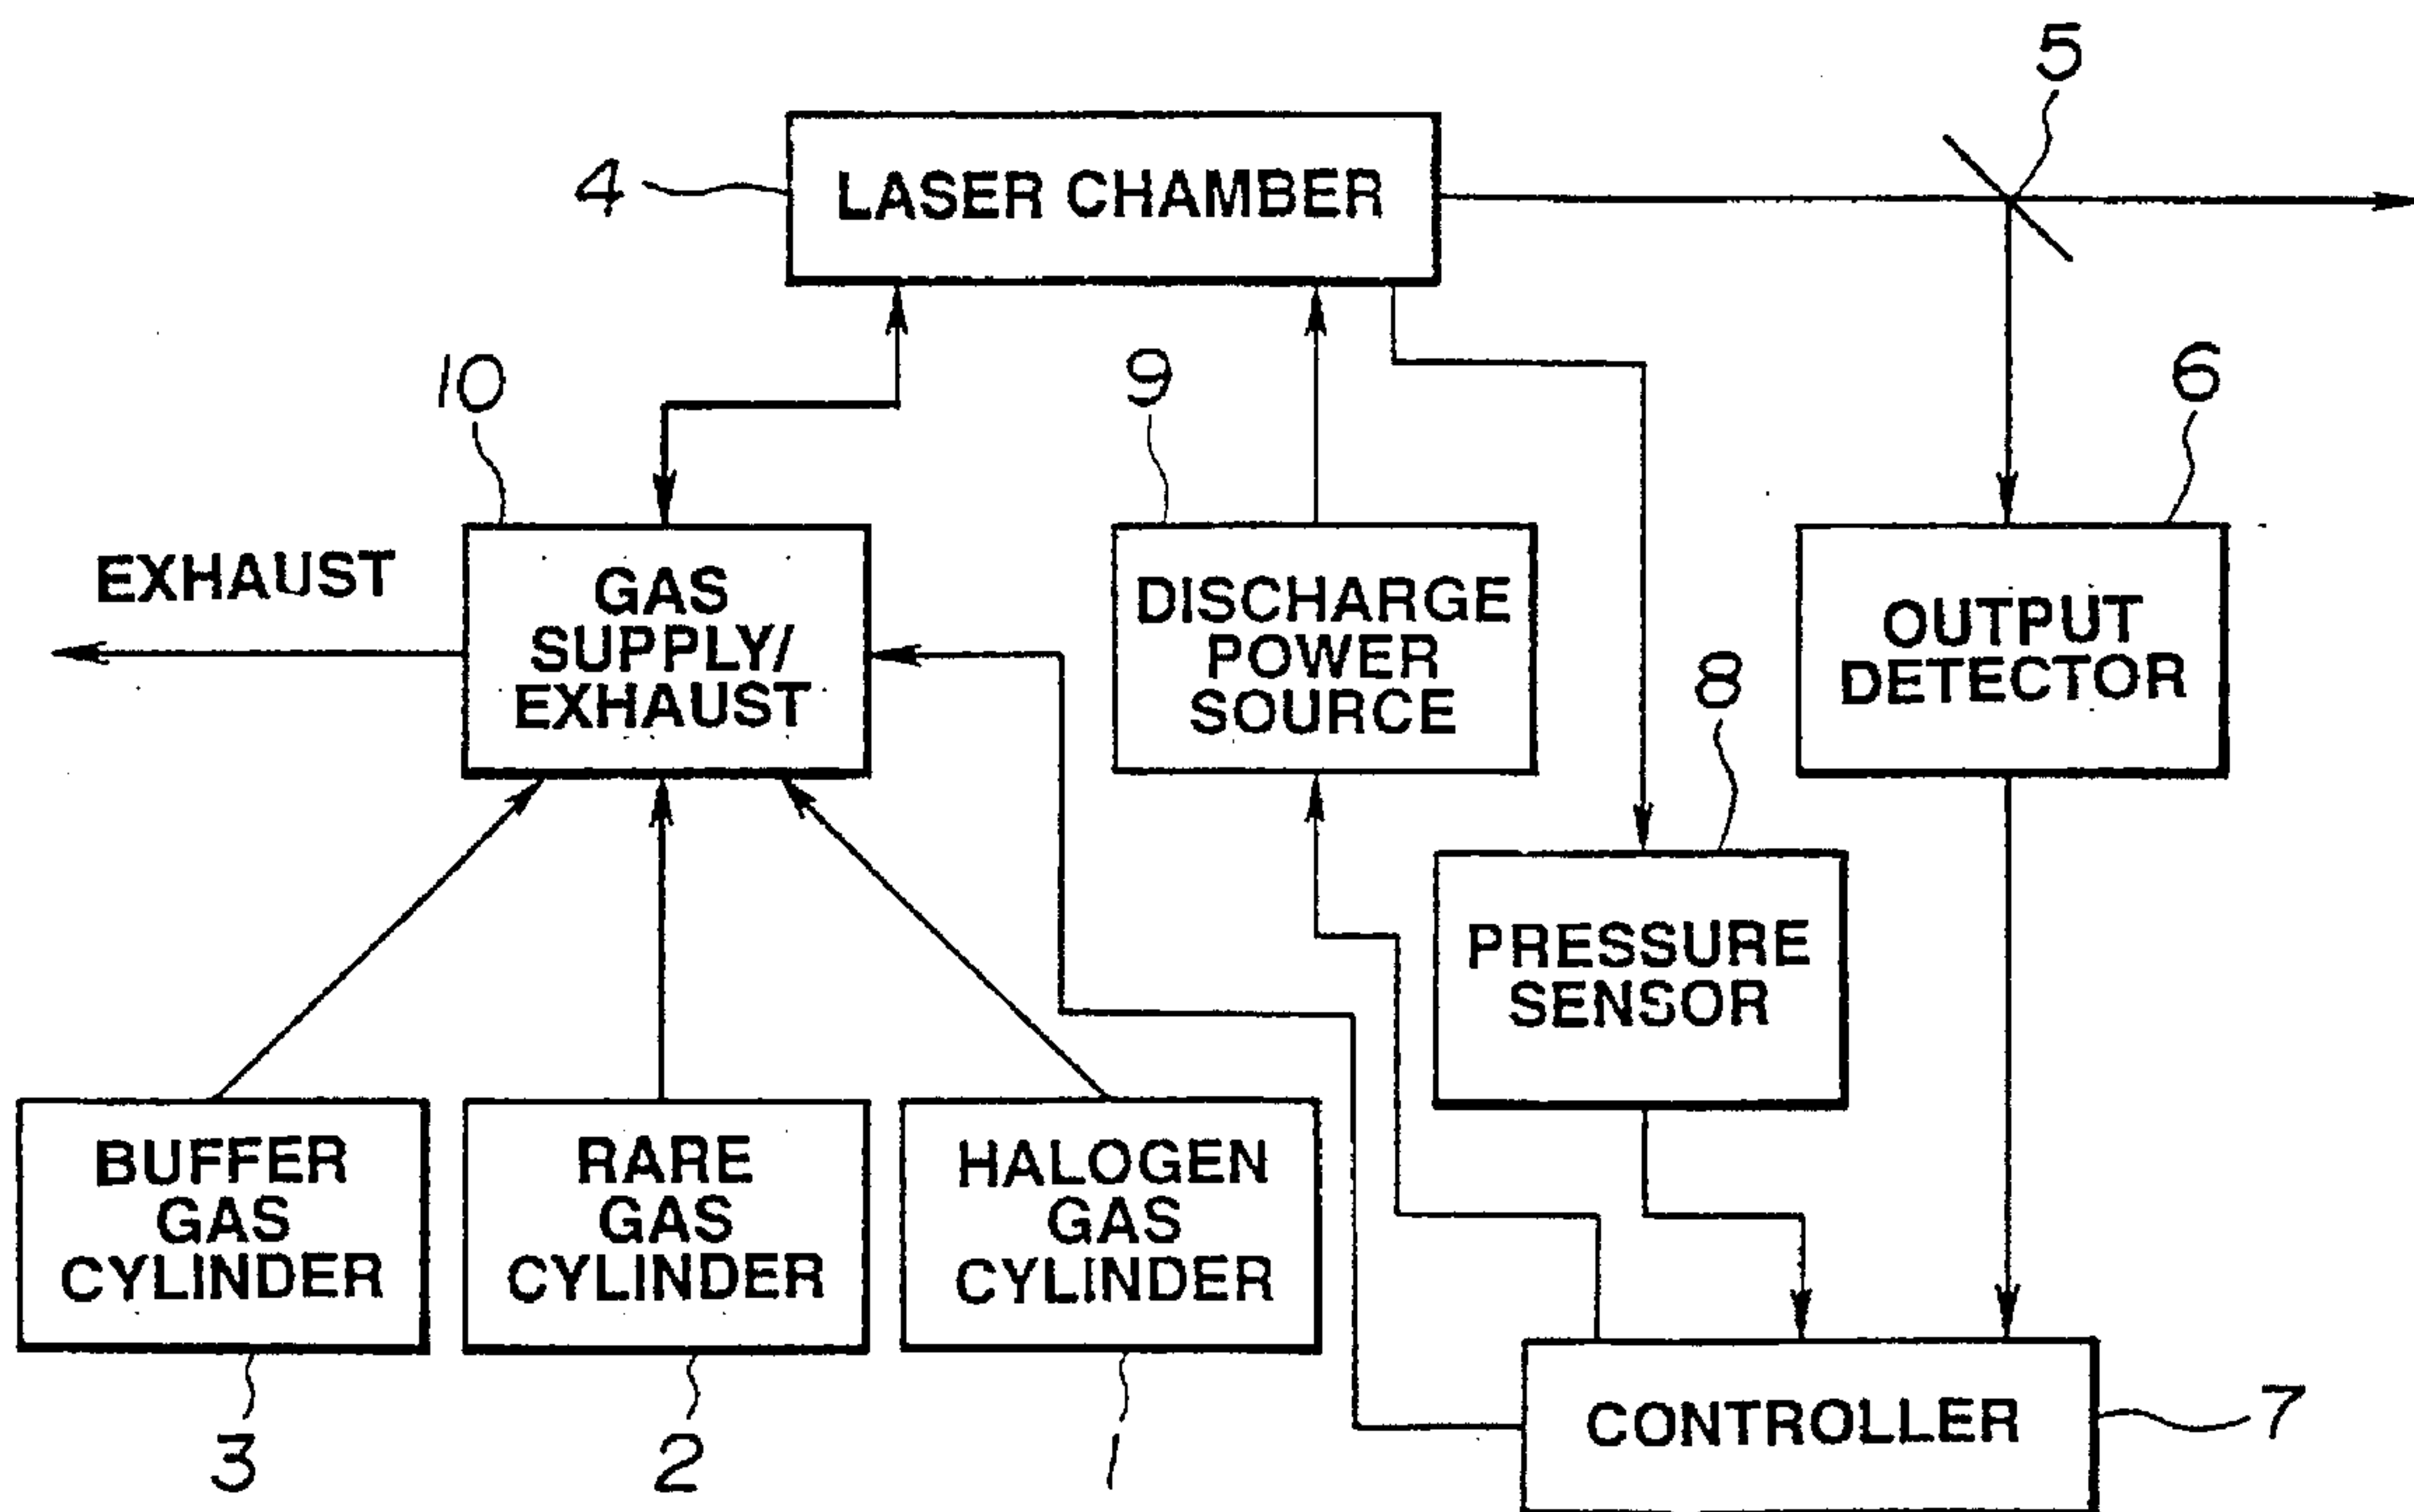 5
4
LASER CHAMBER
10
9
6
EXHAUST
GAS
SUPPLY/
EXHAUST
DISCHARGE
POWER
SOURCE
OUTPUT
DETECTOR
8
PRESSURE
SENSOR
BUFFER
GAS
CYLINDER
RARE
GAS
CYLINDER
HALOGEN
GAS
CYLINDER
CONTROLLER
7
3
2
1